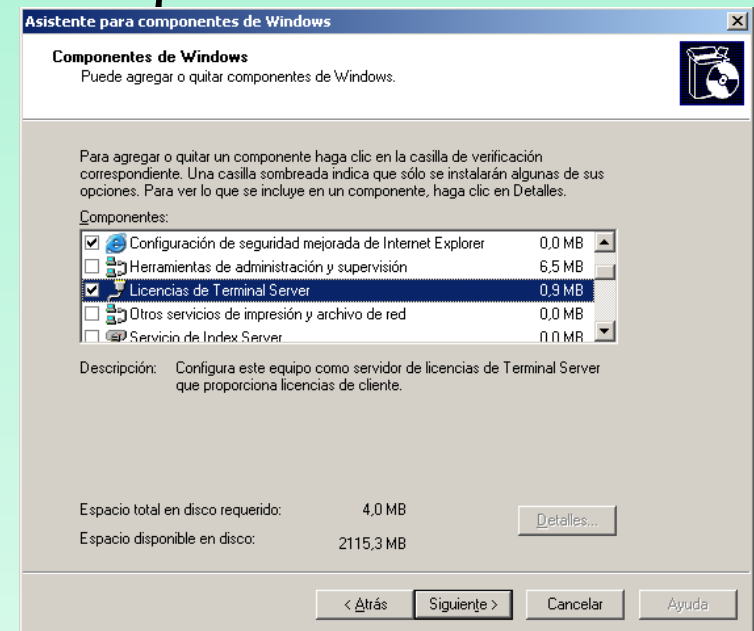 Asistente para componentes de Windows
Componentes de Windows
Puede agregar o quitar componentes de Windows.
Para agregar o quitar un componente haga clic en la casilla de verificación
correspondiente. Una casilla sombreada indica que sólo se instalarán algunas de sus
opciones. Para ver lo que se incluye en un componente, haga clic en Detalles.
Componentes:
Configuración de seguridad mejorada de Internet Explorer 0,0 MB
Herramientas de administración y supervisión 6,5 MB
Licencias de Terminal Server 0,9 MB
Otros servicios de impresión y archivo de red 0,0 MB
Servicio de Index Server 0,0 MB
Descripción: Configura este equipo como servidor de licencias de Terminal Server
que proporciona licencias de cliente.
Espacio total en disco requerido: 4,0 MB
Detalles...
Espacio disponible en disco: 2115,3 MB
< Atrás Siguiente > Cancelar Ayuda